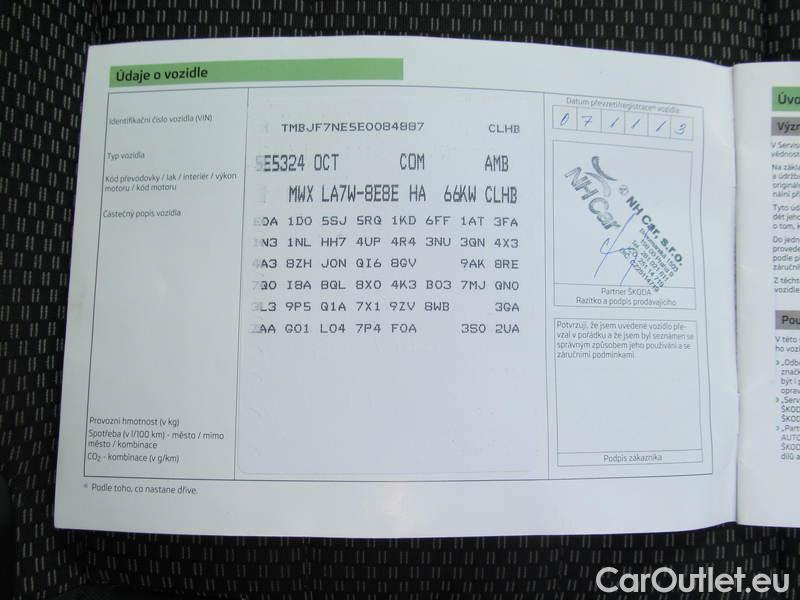 Údaje o vozidle
Identifikační číslo vozidla (VIN)
TMBJF7NE5E0084887 CLHB
Typ vozidla
5E5324 OCT COM AMB
Kód převodovky / lak / interiér / výkon
motoru / kód motoru
MWX LA7W-8E8E HA 66KW CLHB
Částečný popis vozidla
E0A 1D0 5SJ 5RQ 1KD 6FF 1AT 3FA
1NL HH7 4UP 4R4 3NU 3QN 4X3
4A3 8ZH J0N QI6 8GV 9AK 8RE
7Q0 I8A 8QL 8X0 4K3 B03 7MJ QN0
3L3 9P5 Q1A 7X1 9ZV 8WB 3GA
2AA G01 L04 7P4 F0A 3S0 2UA
Provozní hmotnost (v kg)
Spotřeba (v l/100 km) - město / mimo
město / kombinace
CO2 - kombinace (v g/km)
* Podle toho, co nastane dříve.
Datum převzetí/registrace* vozidla
0 7 1 1 1 3
NH Car
NH Car, s.r.o.
Partner ŠKODA
Razítko a podpis prodávajícího
Potvrzuji, že jsem uvedené vozidlo pře-
vzal v pořádku a že jsem byl seznámen se
správným způsobem jeho používání a se
záručními podmínkami.
Podpis zákazníka
CarOutlet.eu